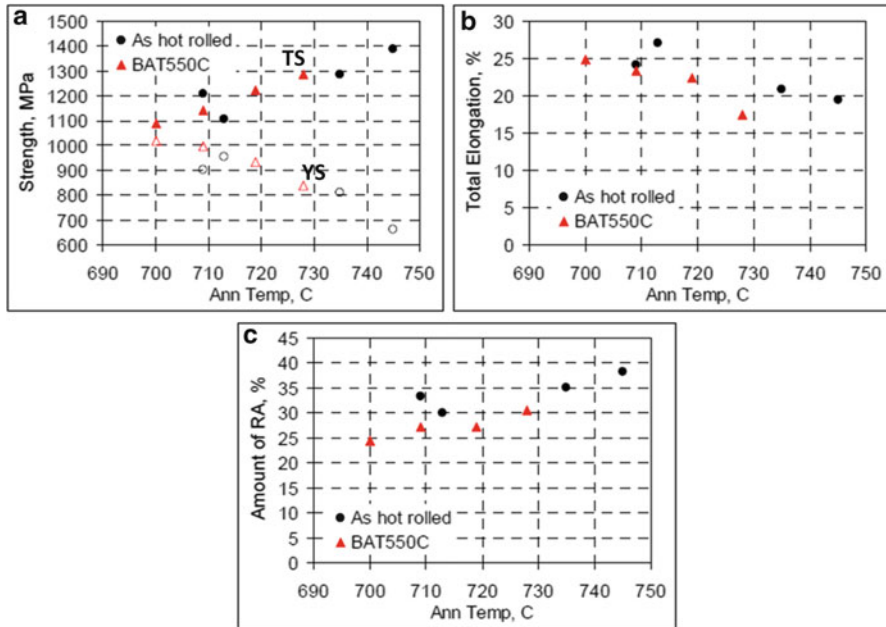 a
1500
1400
1300
1200
1100
1000
900
800
700
600
Strength, MPa
As hot rolled
BAT550C
TS
YS
690 700 710 720 730 740 750
Ann Temp, C
b
30
25
20
15
10
5
0
Total Elongation, %
As hot rolled
BAT550C
690 700 710 720 730 740 750
Ann Temp, C
c
45
40
35
30
25
20
15
10
5
0
Amount of RA, %
As hot rolled
BAT550C
690 700 710 720 730 740 750
Ann Temp, C